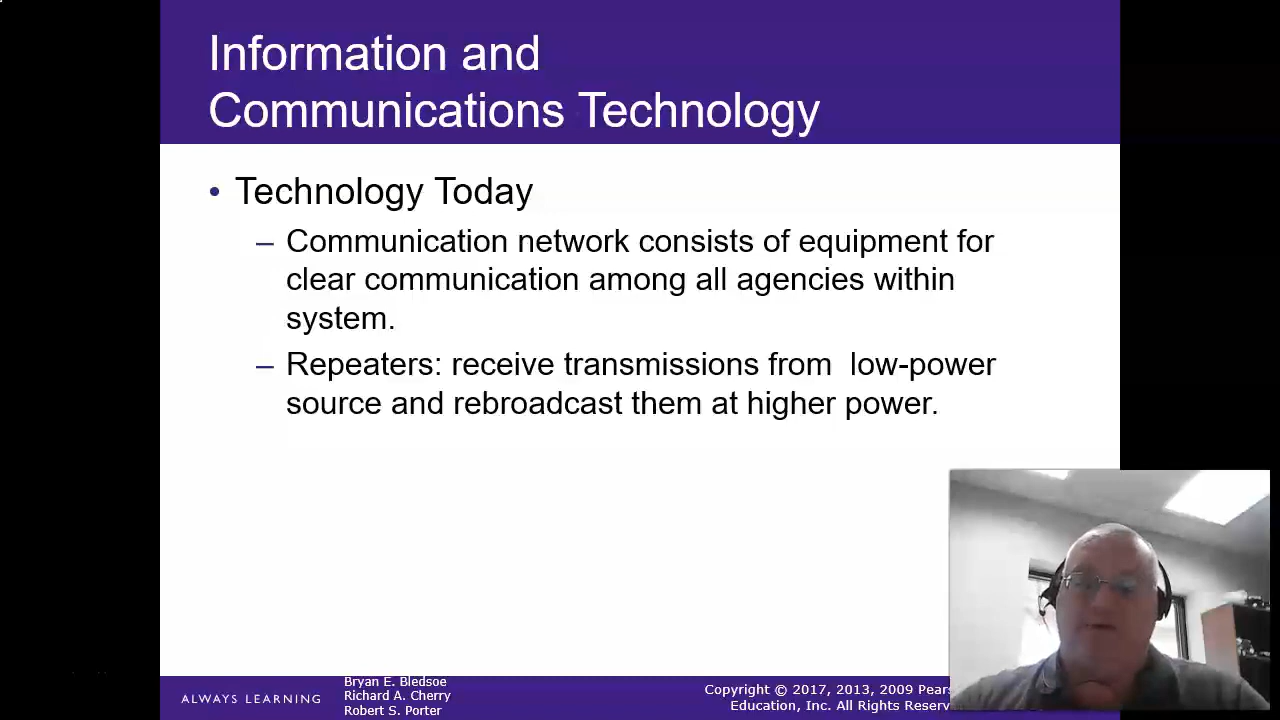 Information and
Communications Technology
• Technology Today
– Communication network consists of equipment for
clear communication among all agencies within
system.
– Repeaters: receive transmissions from  low-power
source and rebroadcast them at higher power.
ALWAYS LEARNING
Bryan E. Bledsoe
Richard A. Cherry
Robert S. Porter
Copyright © 2017, 2013, 2009
Education, Inc. All Rights